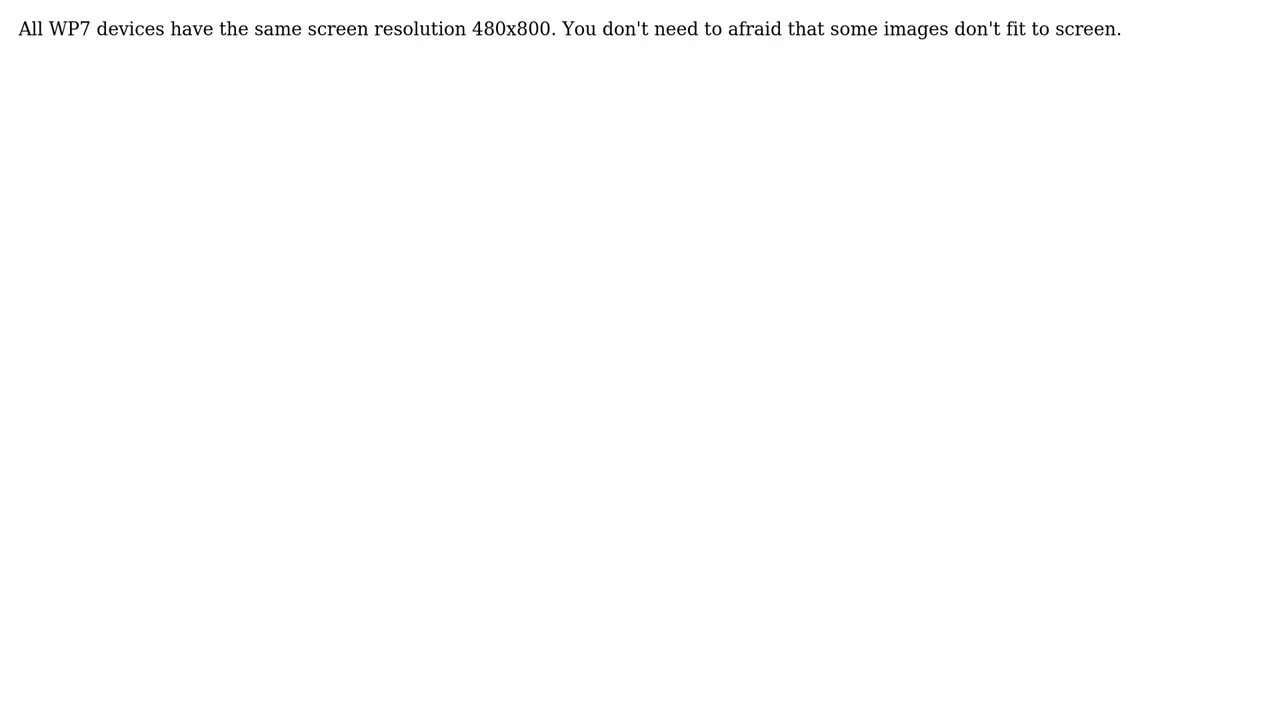 All WP7 devices have the same screen resolution 480x800. You don't need to afraid that some images don't fit to screen.